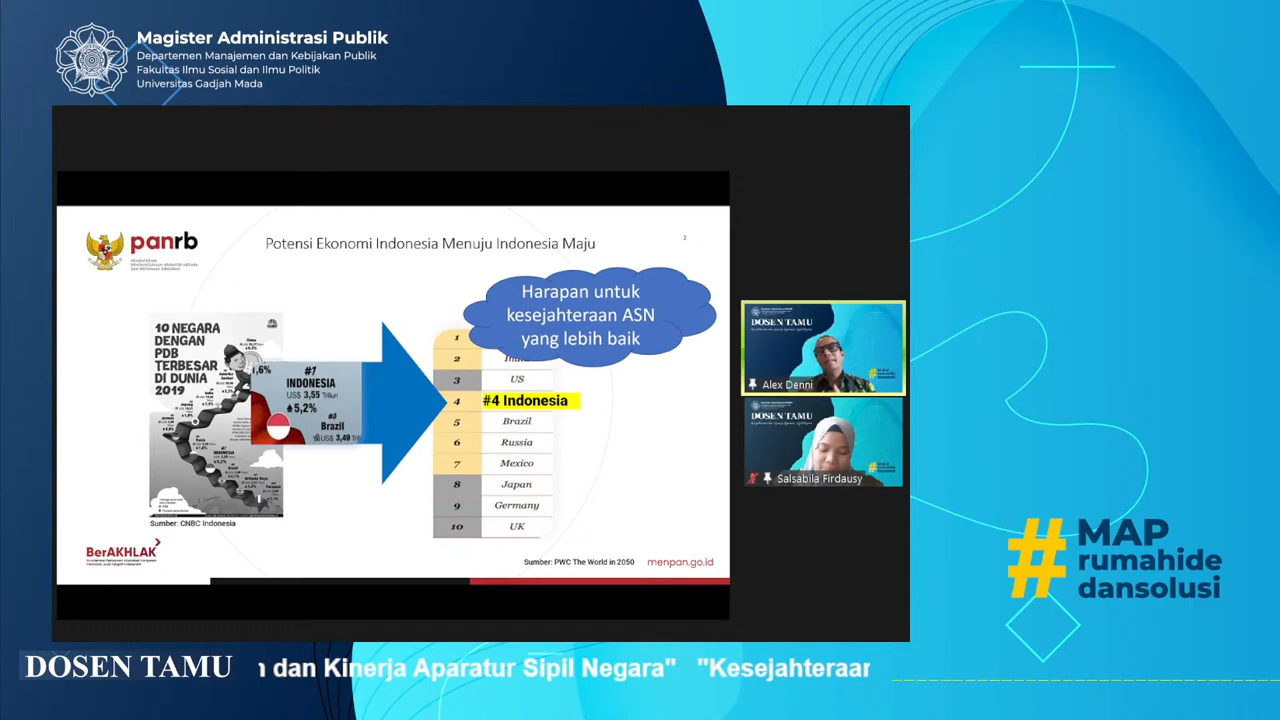 Magister Administrasi Publik
Departemen Manajemen dan Kebijakan Publik
Fakultas Ilmu Sosial dan Ilmu Politik
Universitas Gadjah Mada
panrb
Potensi Ekonomi Indonesia Menuju Indonesia Maju
2
Harapan untuk
kesejahteraan ASN
yang lebih baik
10 NEGARA
DENGAN
PDB
TERBESAR
DI DUNIA
2019
1,6%
#7
INDONESIA
US$ 3,55 Triliun
5,2%
#8
Brazil
US$ 3,49
1
2
3 US
4 #4 Indonesia
5 Brazil
6 Russia
7 Mexico
8 Japan
9 Germany
10 UK
Sumber: CNBC Indonesia
BerAKHLAK
Sumber: PWC The World in 2050
menpan.go.id
DOSEN TAMU
Alex Denni
DOSEN TAMU
Salsabila Firdausy
# MAP
rumahide
dansolusi
DOSEN TAMU
n dan Kinerja Aparatur Sipil Negara" "Kesejahteraan